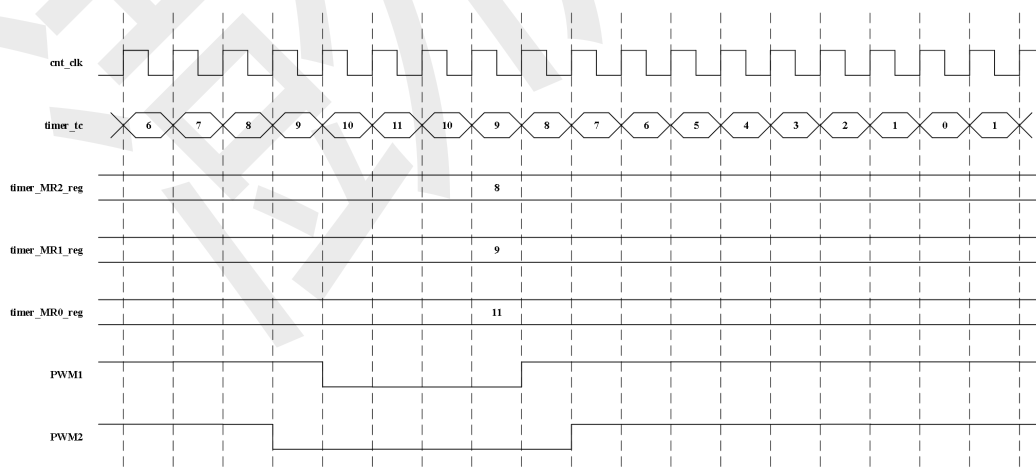 cnt_clk
timer_tc 6 7 8 9 10 11 10 9 8 7 6 5 4 3 2 1 0 1
timer_MR2_reg 8
timer_MR1_reg 9
timer_MR0_reg 11
PWM1
PWM2